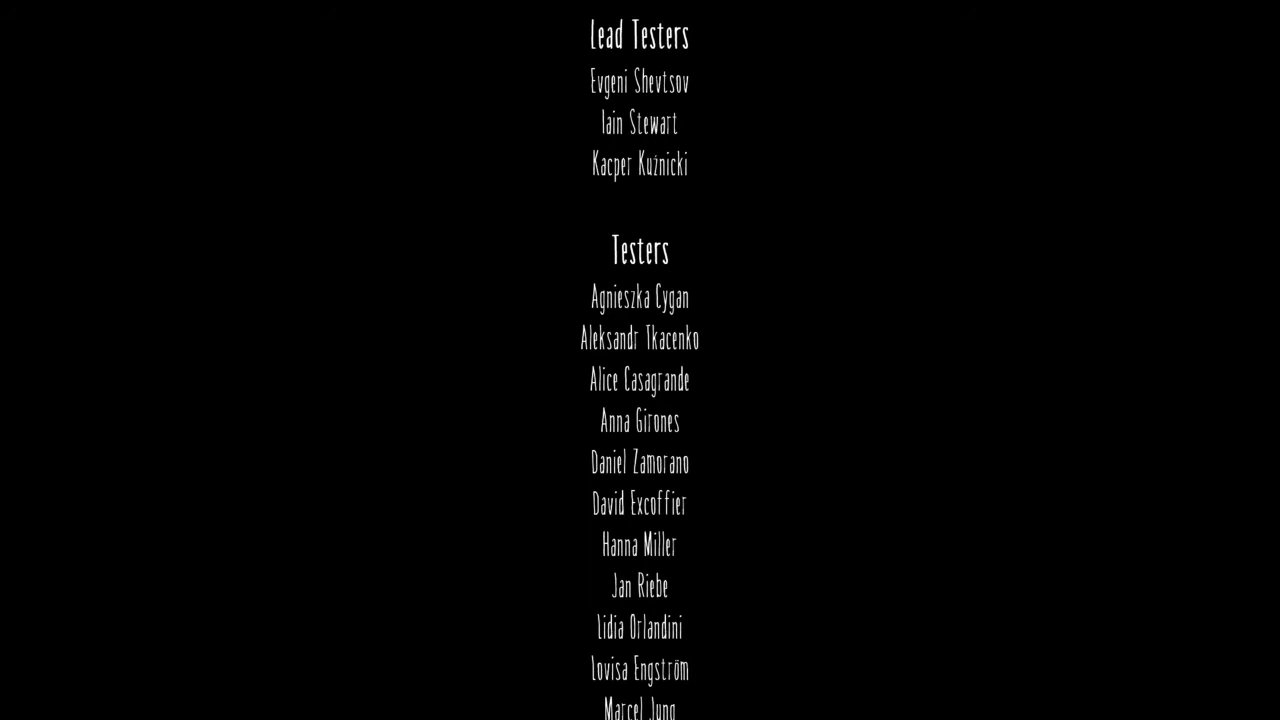 Lead Testers
Evgeni Shevtsov
Iain Stewart
Kacper Kuźnicki
Testers
Agnieszka Cygan
Aleksandr Tkacenko
Alice Casagrande
Anna Girones
Daniel Zamorano
David Excoffier
Hanna Miller
Jan Riebe
Lidia Orlandini
Lovisa Engström
Marcel Jung